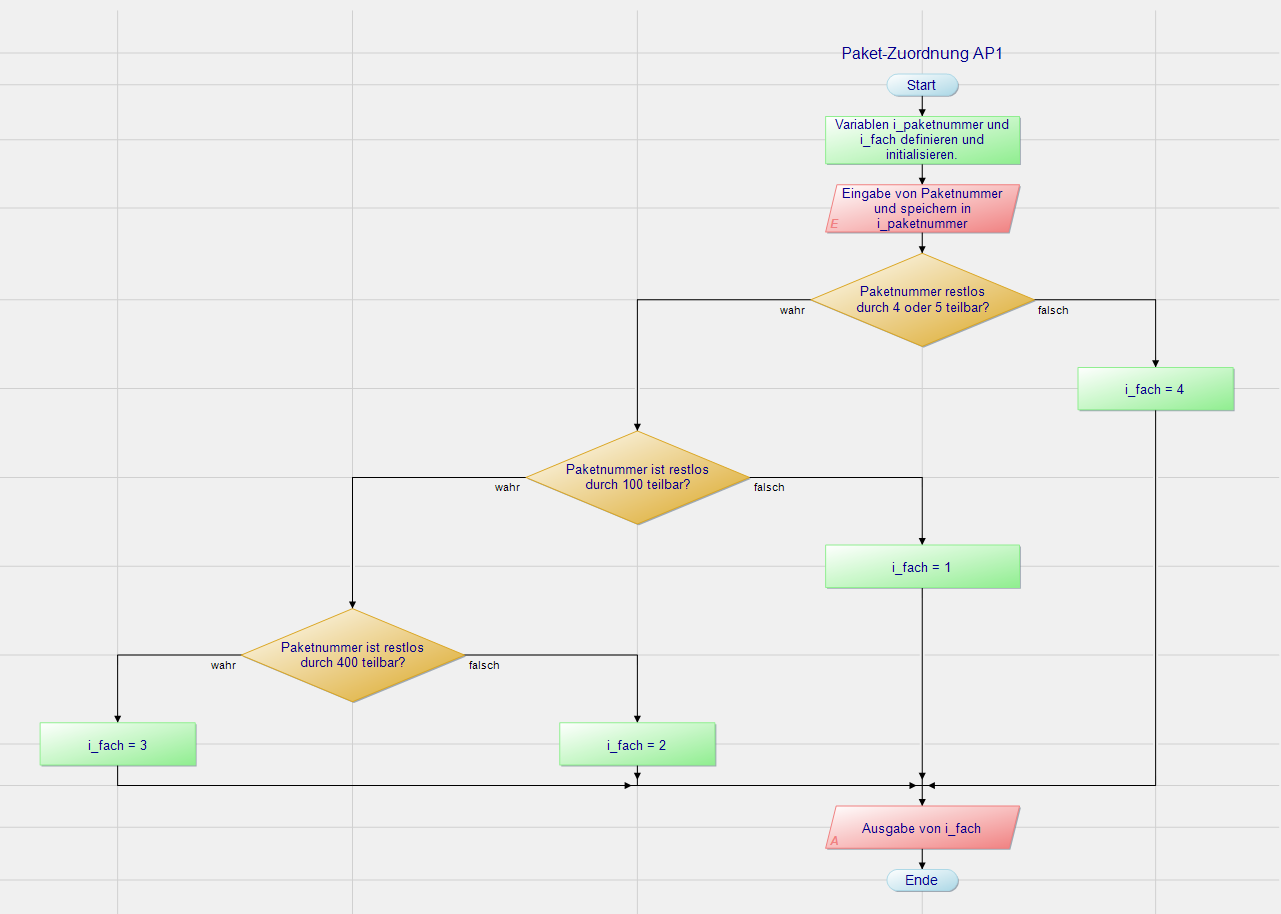 Paket-Zuordnung AP1
Start
Variablen i_paketnummer und
i_fach definieren und
initialisieren.
Eingabe von Paketnummer
und speichern in
i_paketnummer
E
Paketnummer restlos
durch 4 oder 5 teilbar?
wahr
falsch
i_fach = 4
Paketnummer ist restlos
durch 100 teilbar?
wahr
falsch
i_fach = 1
Paketnummer ist restlos
durch 400 teilbar?
wahr
falsch
i_fach = 3
i_fach = 2
Ausgabe von i_fach
A
Ende